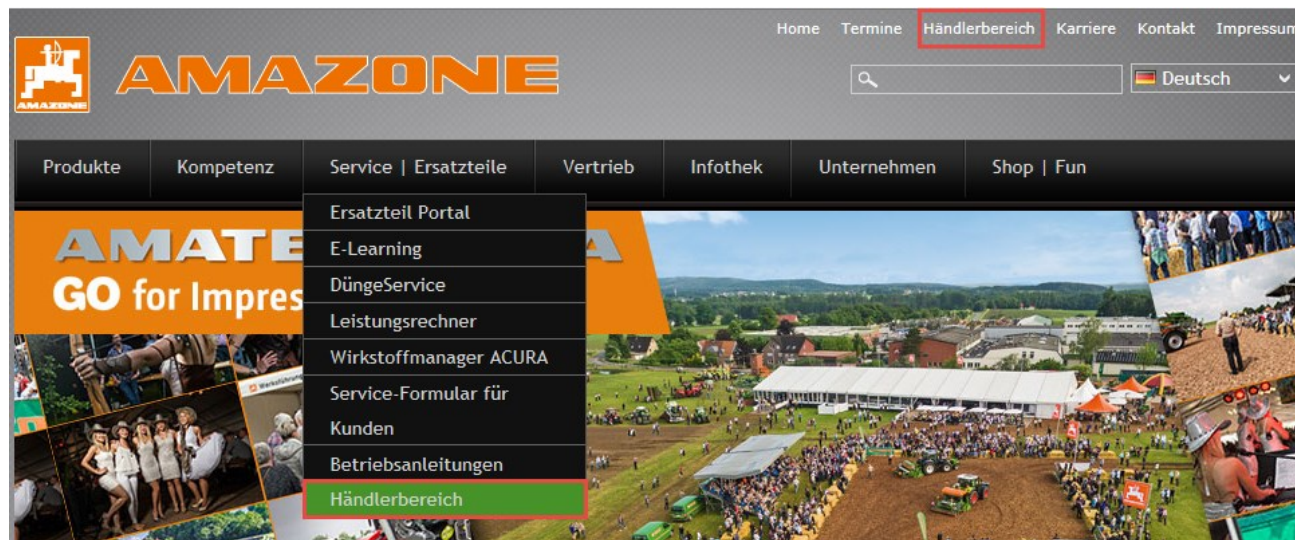 Home Termine Händlerbereich Karriere Kontakt Impressum
AMAZONE
AMAZONE
Deutsch
Produkte Kompetenz Service | Ersatzteile Vertrieb Infothek Unternehmen Shop | Fun
Ersatzteil Portal
E-Learning
DüngeService
Leistungsrechner
Wirkstoffmanager ACURA
Service-Formular für
Kunden
Betriebsanleitungen
Händlerbereich
GO for